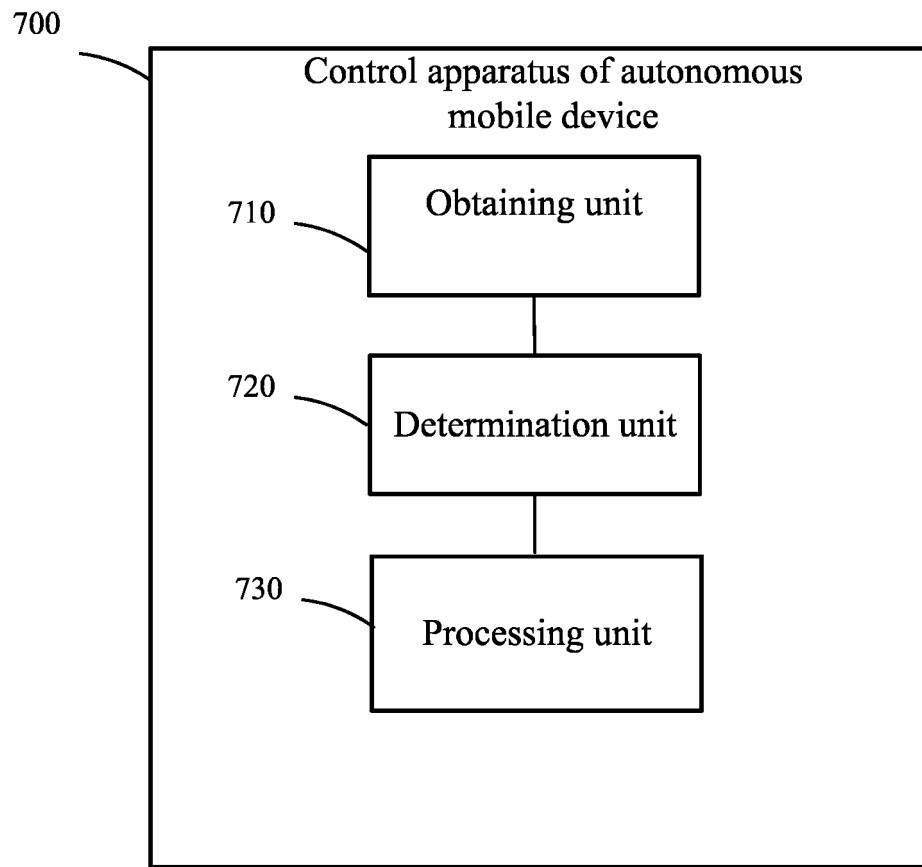 700
Control apparatus of autonomous
mobile device
710
Obtaining unit
720
Determination unit
730
Processing unit